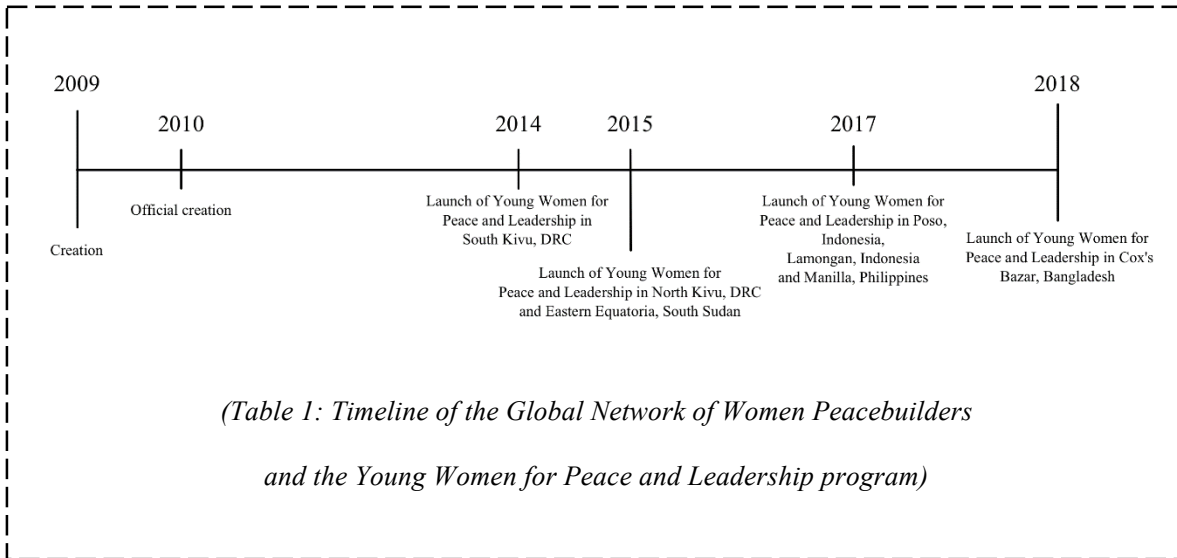 2009
Creation
2010
Official creation
2014
Launch of Young Women for
Peace and Leadership in
South Kivu, DRC
2015
Launch of Young Women for
Peace and Leadership in North Kivu, DRC
and Eastern Equatoria, South Sudan
2017
Launch of Young Women for
Peace and Leadership in Poso,
Indonesia,
Lamongan, Indonesia
and Manilla, Philippines
2018
Launch of Young Women for
Peace and Leadership in Cox's
Bazar, Bangladesh
(Table 1: Timeline of the Global Network of Women Peacebuilders
and the Young Women for Peace and Leadership program)